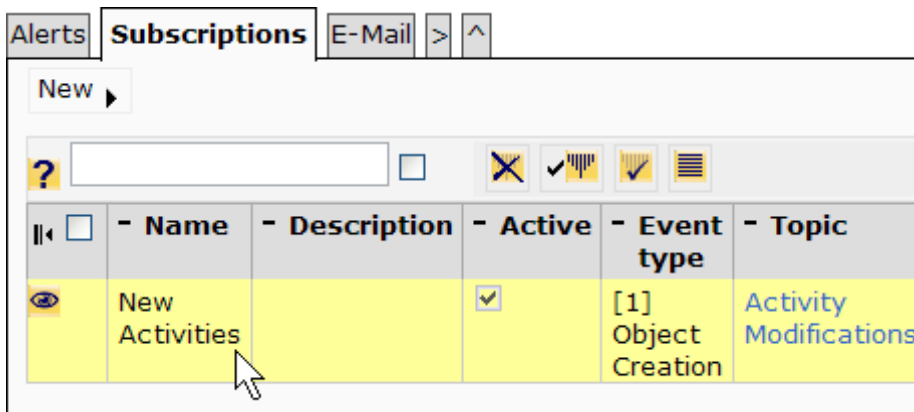 Alerts Subscriptions E-Mail > ^
New
?
- Name - Description - Active - Event type - Topic
New Activities [1] Object Creation Activity Modifications